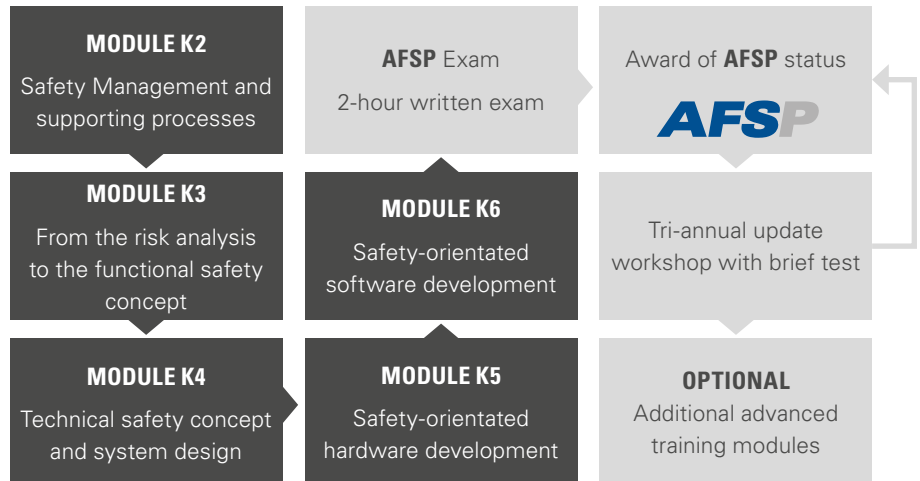 MODULE K2
Safety Management and
supporting processes
MODULE K3
From the risk analysis
to the functional safety
concept
MODULE K4
Technical safety concept
and system design
MODULE K5
Safety-orientated
hardware development
MODULE K6
Safety-orientated
software development
AFSP Exam
2-hour written exam
Award of AFSP status
AFSP
Tri-annual update
workshop with brief test
OPTIONAL
Additional advanced
training modules